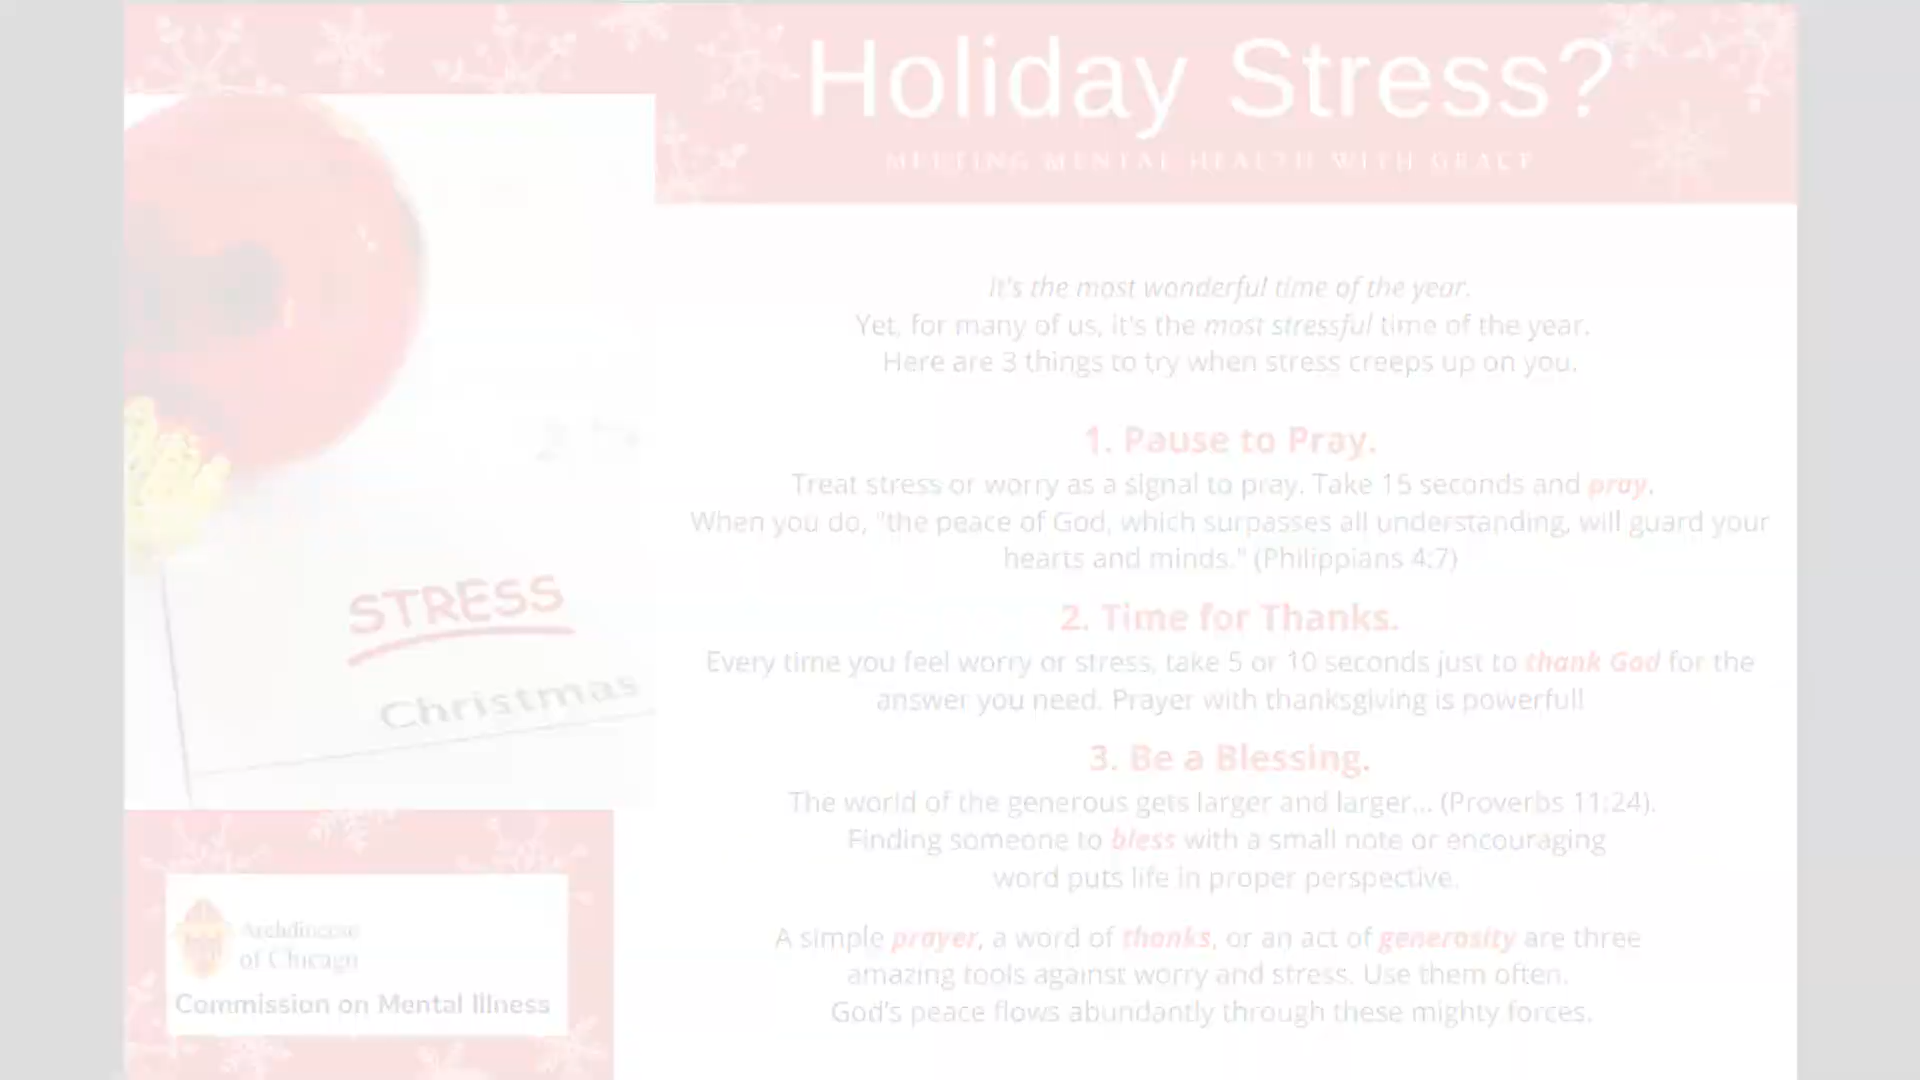 Holiday Stress?
MEETING MENTAL HEALTH WITH GRACE
It's the most wonderful time of the year.
Yet, for many of us, it's the most stressful time of the year.
Here are 3 things to try when stress creeps up on you.
1. Pause to Pray.
Treat stress or worry as a signal to pray. Take 15 seconds and pray.
When you do, "the peace of God, which surpasses all understanding, will guard your
hearts and minds." (Philippians 4:7)
2. Time for Thanks.
Every time you feel worry or stress, take 5 or 10 seconds just to thank God for the
answer you need. Prayer with thanksgiving is powerful!
3. Be a Blessing.
The world of the generous gets larger and larger... (Proverbs 11:24).
Finding someone to bless with a small note or encouraging
word puts life in proper perspective.
A simple prayer, a word of thanks, or an act of generosity are three
amazing tools against worry and stress. Use them often.
God's peace flows abundantly through these mighty forces.
STRESS
Christmas
Archdiocese
of Chicago
Commission on Mental Illness